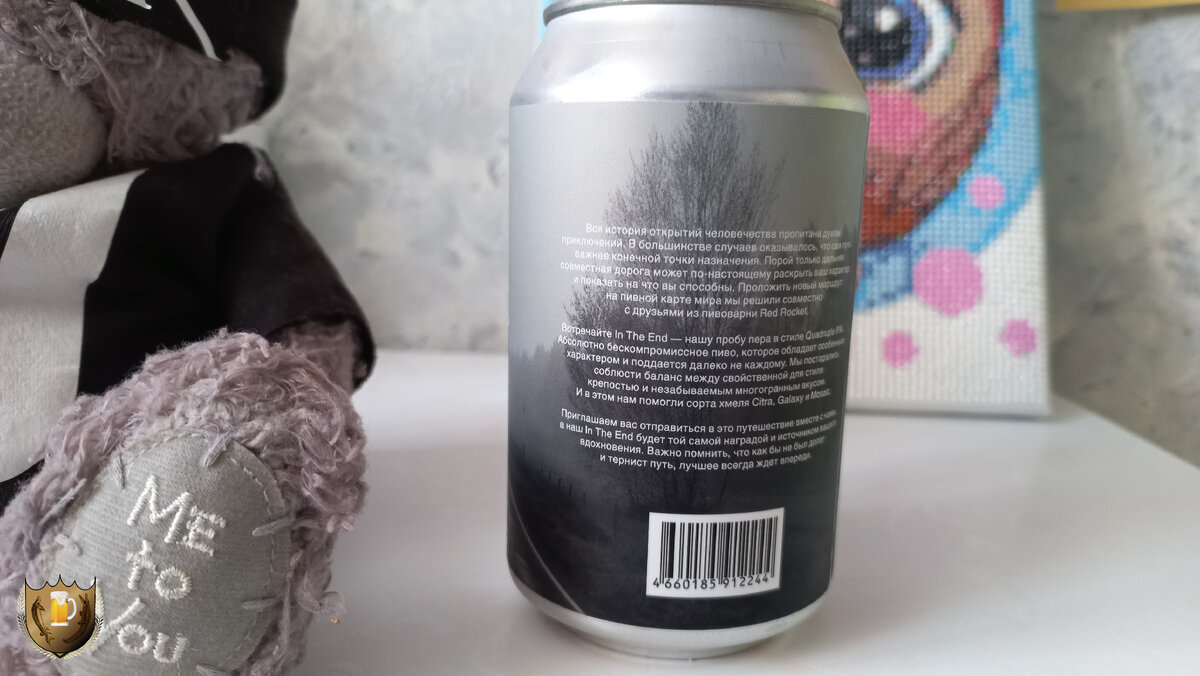 Вся история открытий человечества пропитана духом
приключений. В большинстве случаев оказывалось, что сам путь
важнее конечной точки назначения. Порой только дальняя
совместная дорога может по-настоящему раскрыть ваш характер
и показать на что вы способны. Проложить новый маршрут
на пивной карте мира мы решили совместно
с друзьями из пивоварни Red Rocket.
Встречайте In The End — нашу пробу пера в стиле Quadruple IPA.
Абсолютно бескомпромиссное пиво, которое обладает особенным
характером и поддается далеко не каждому. Мы постарались
соблюсти баланс между свойственной для стиля
крепостью и незабываемым многогранным вкусом.
И в этом нам помогли сорта хмеля Citra, Galaxy и Mosaic.
Приглашаем вас отправиться в это путешествие вместе с нами,
а наш In The End будет той самой наградой и источником вашего
вдохновения. Важно помнить, что как бы не был долог
и тернист путь, лучшее всегда ждет впереди.
4 660185 912244
Me
to
You